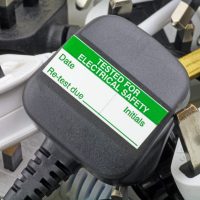 TESTED FOR
ELECTRICAL SAFETY
Date
Initials
Re-test due